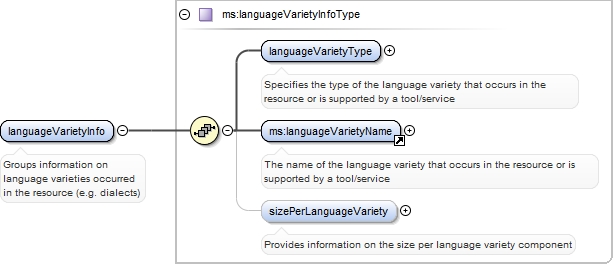 ms:languageVarietyInfoType
languageVarietyType
Specifies the type of the language variety that occurs in the
resource or is supported by a tool/service
languageVarietyInfo
Groups information on
language varieties occurred
in the resource (e.g. dialects)
ms:languageVarietyName
The name of the language variety that occurs in the resource or is
supported by a tool/service
sizePerLanguageVariety
Provides information on the size per language variety component